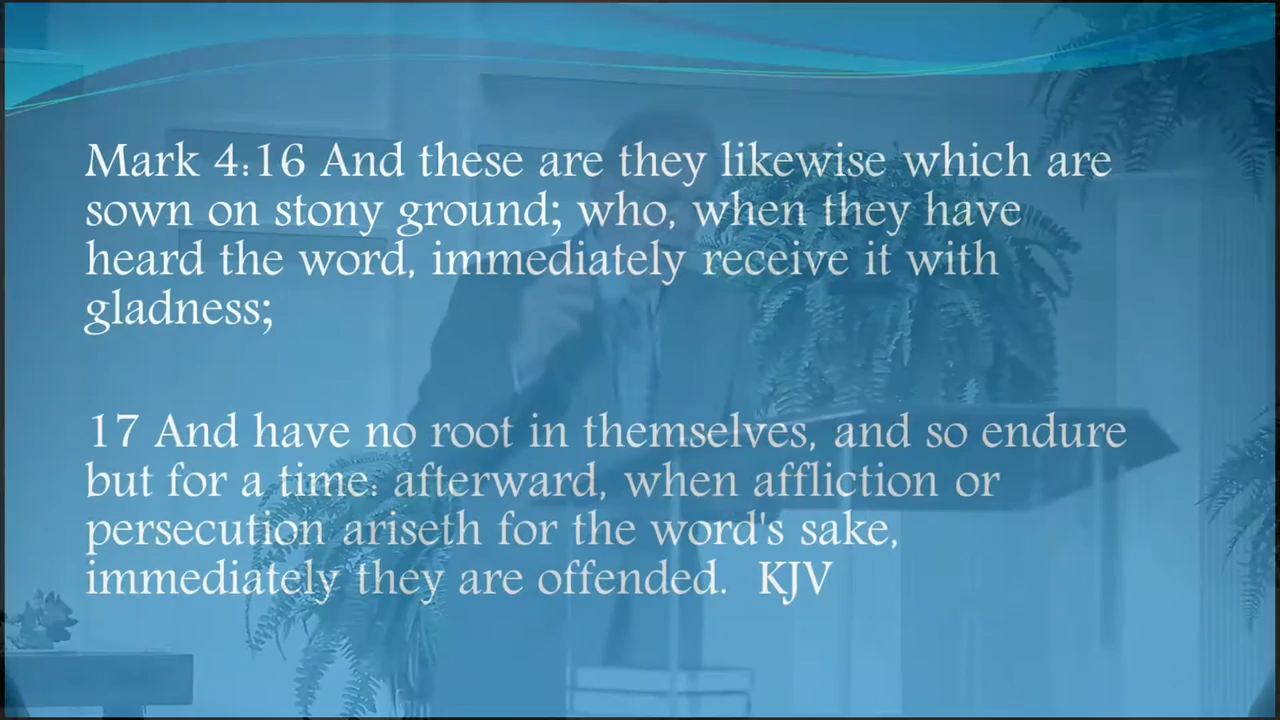 Mark 4:16 And these are they likewise which are
sown on stony ground; who, when they have
heard the word, immediately receive it with
gladness;
17 And have no root in themselves, and so endure
but for a time: afterward, when affliction or
persecution ariseth for the word's sake,
immediately they are offended.  KJV